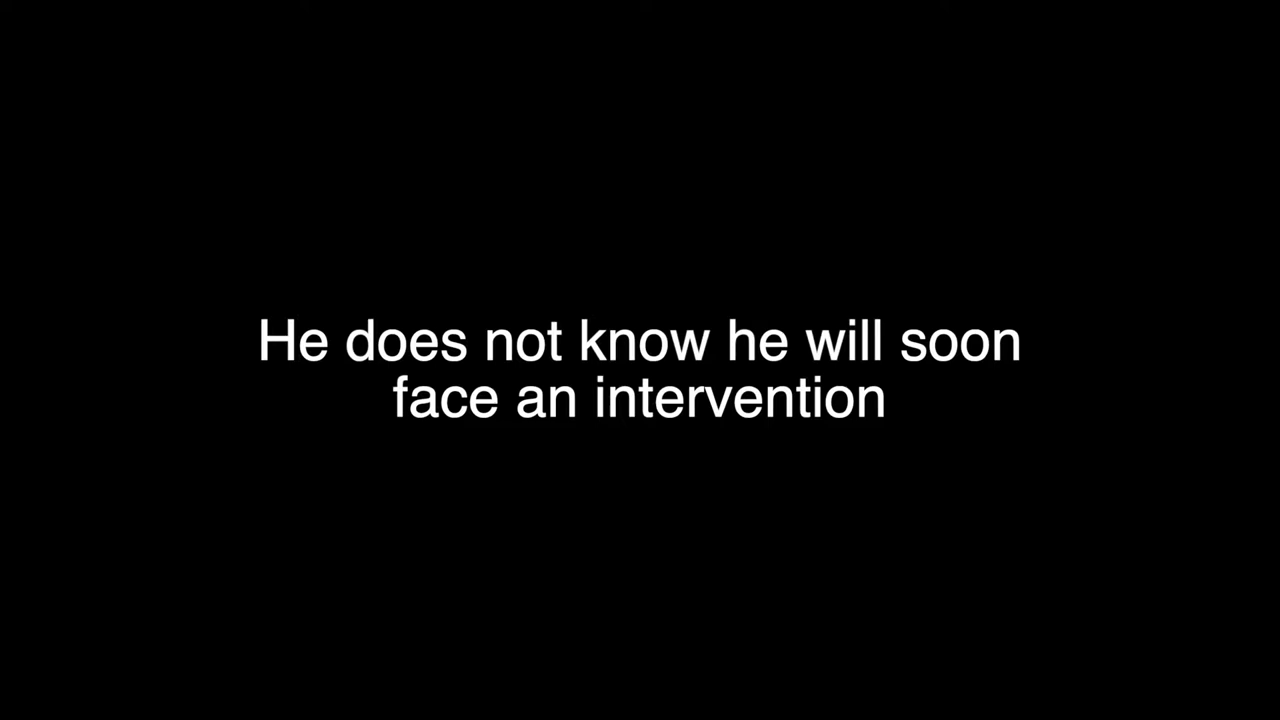 He does not know he will soon
face an intervention